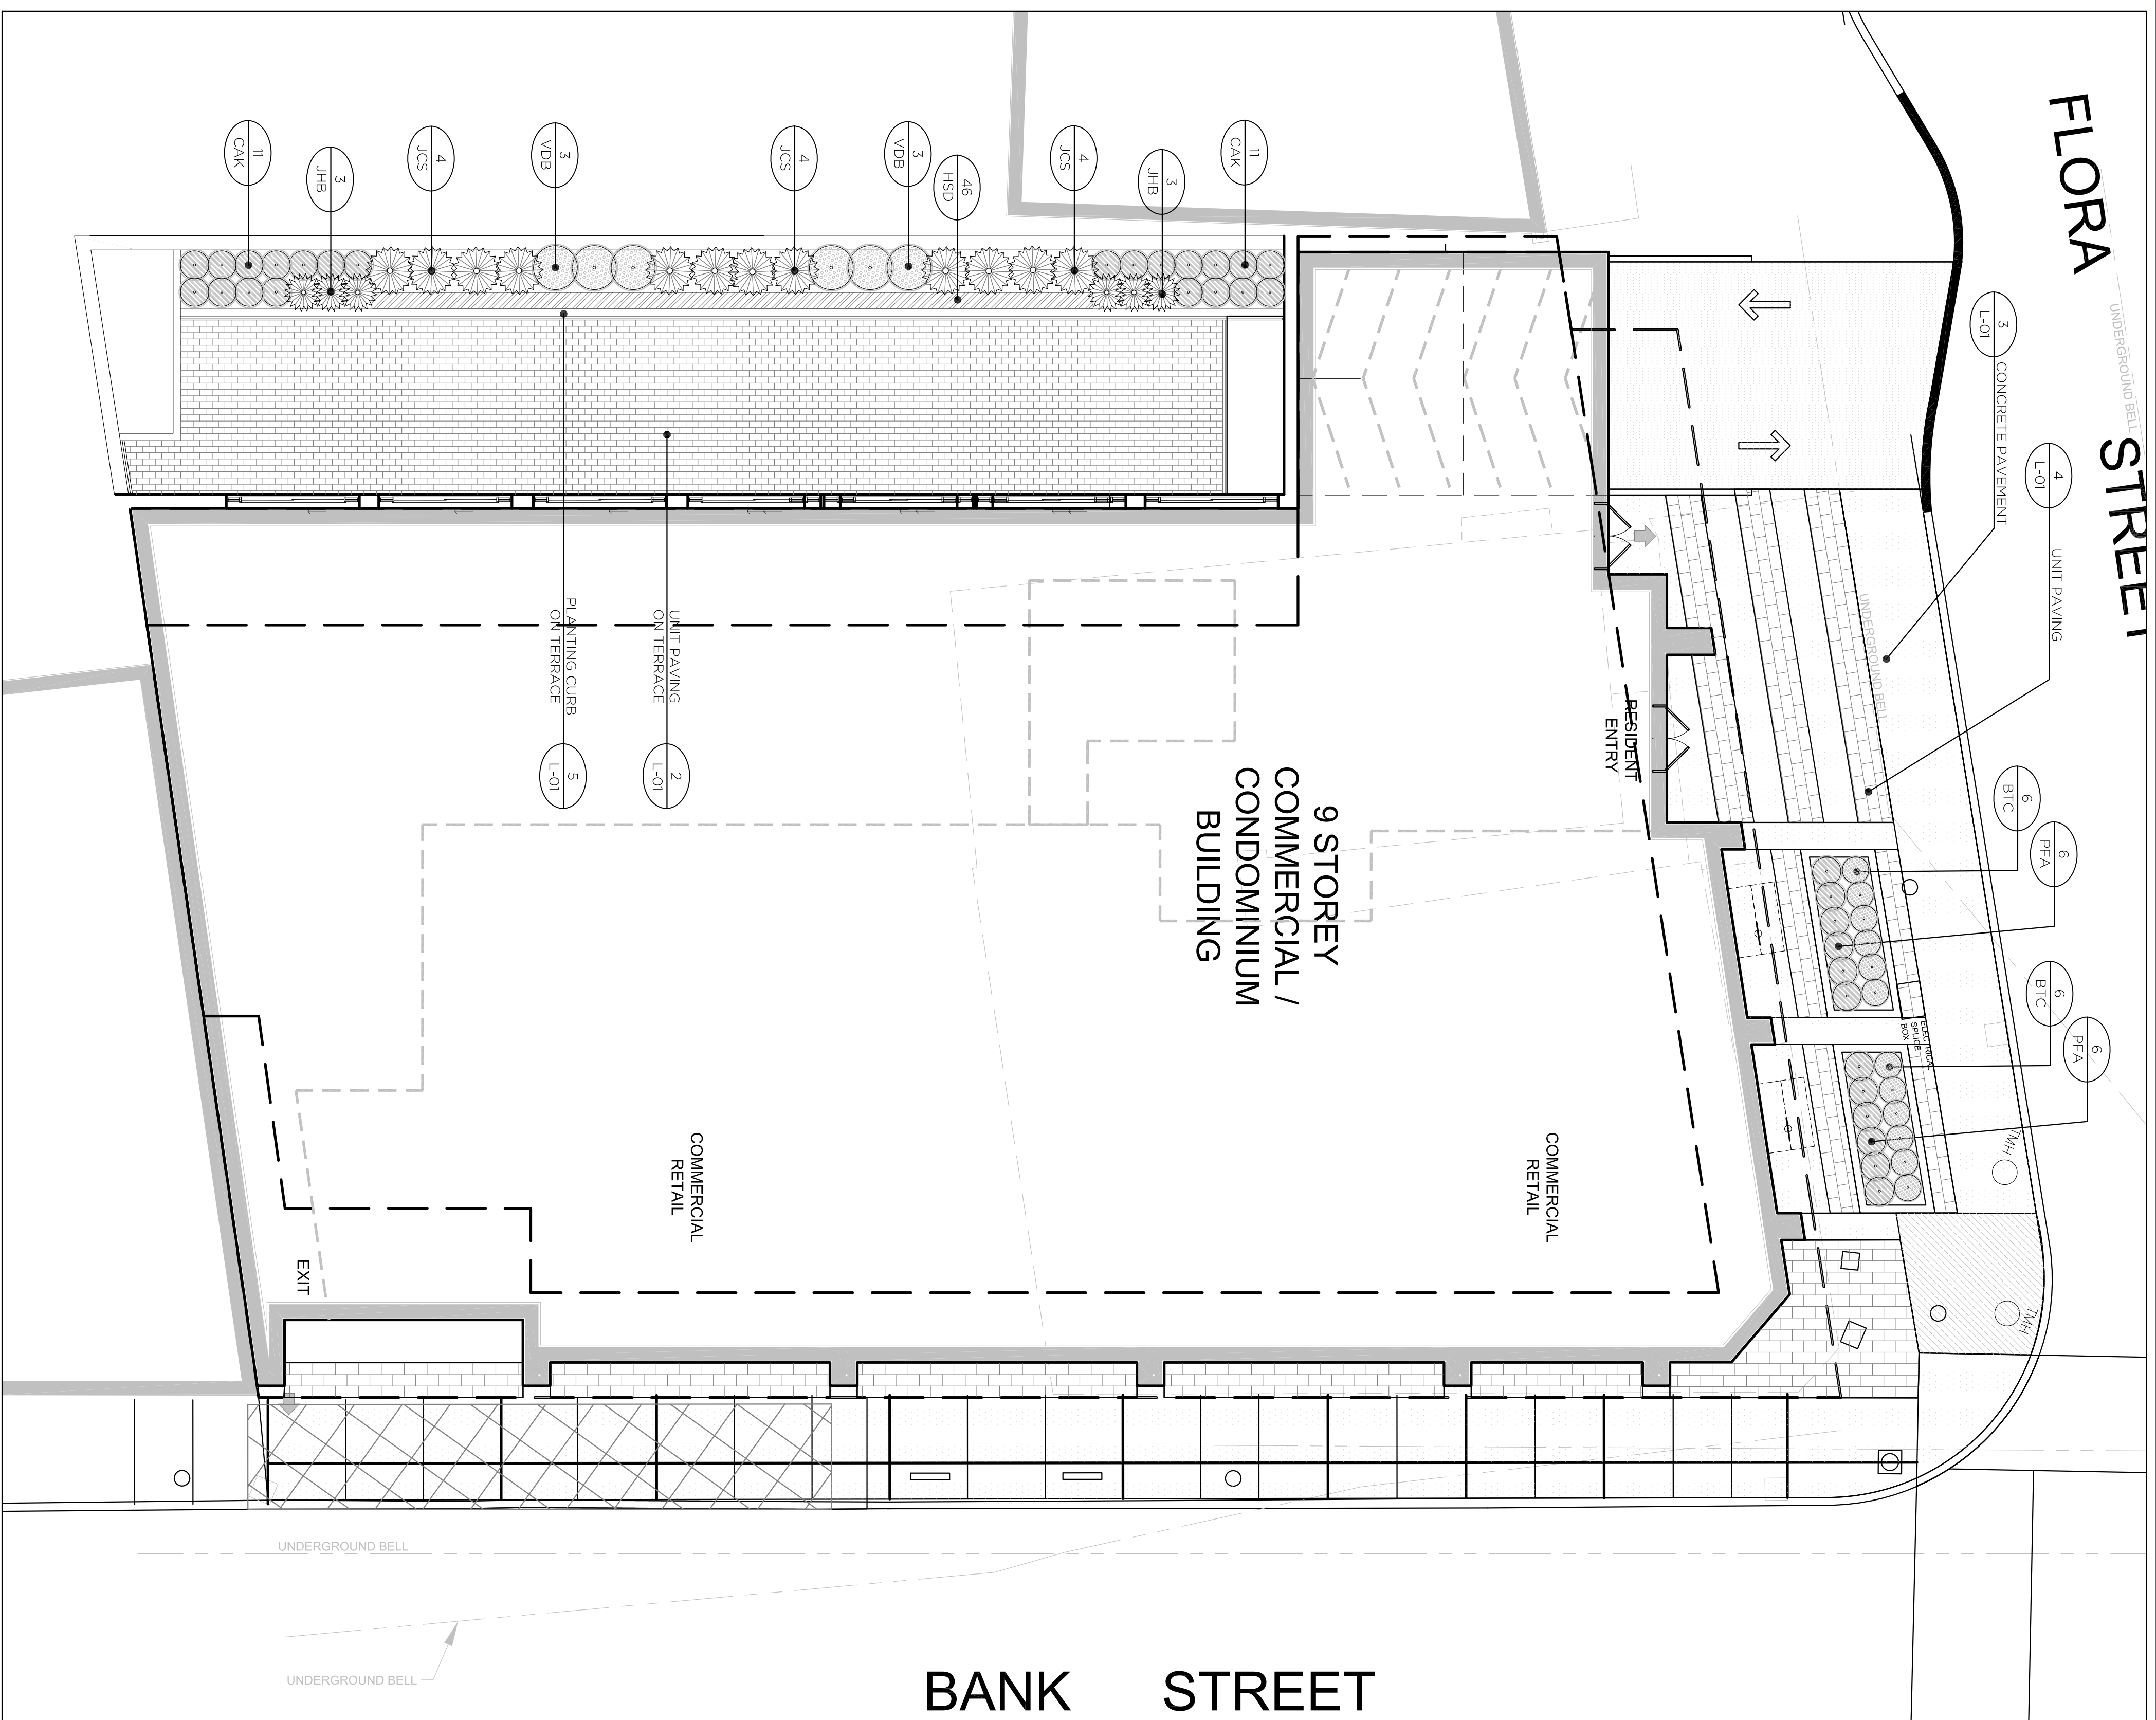 FLORA
STREET
UNDERGROUND BELL
11
CAK
3
JHB
4
JCS
3
VDB
4
JCS
3
VDB
46
HSD
4
JCS
3
JHB
11
CAK
3
L-01
CONCRETE PAVEMENT
4
L-01
UNIT PAVING
UNDERGROUND BELL
PLANTING CURB
ON TERRACE
5
L-01
UNIT PAVING
ON TERRACE
2
L-01
RESIDENT
ENTRY
9 STOREY
COMMERCIAL /
CONDOMINIUM
BUILDING
6
BTC
6
PFA
6
BTC
6
PFA
ELECTRICAL
SPLICE
BOX
TMH
TMH
COMMERCIAL
RETAIL
COMMERCIAL
RETAIL
EXIT
UNDERGROUND BELL
UNDERGROUND BELL
BANK STREET